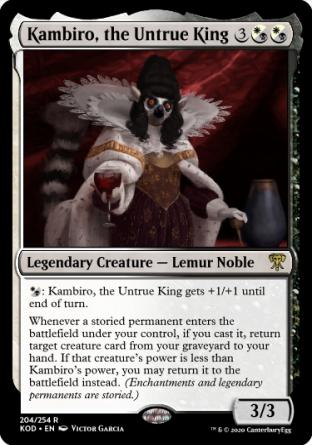 Kambiro, the Untrue King 3
Legendary Creature — Lemur Noble
: Kambiro, the Untrue King gets +1/+1 until
end of turn.
Whenever a storied permanent enters the
battlefield under your control, if you cast it, return
target creature card from your graveyard to your
hand. If that creature's power is less than
Kambiro's power, you may return it to the
battlefield instead. (Enchantments and legendary
permanents are storied.)
3/3
204/254 R
KOD • EN Victor Garcia
™ & © 2020 CanterburyEgg